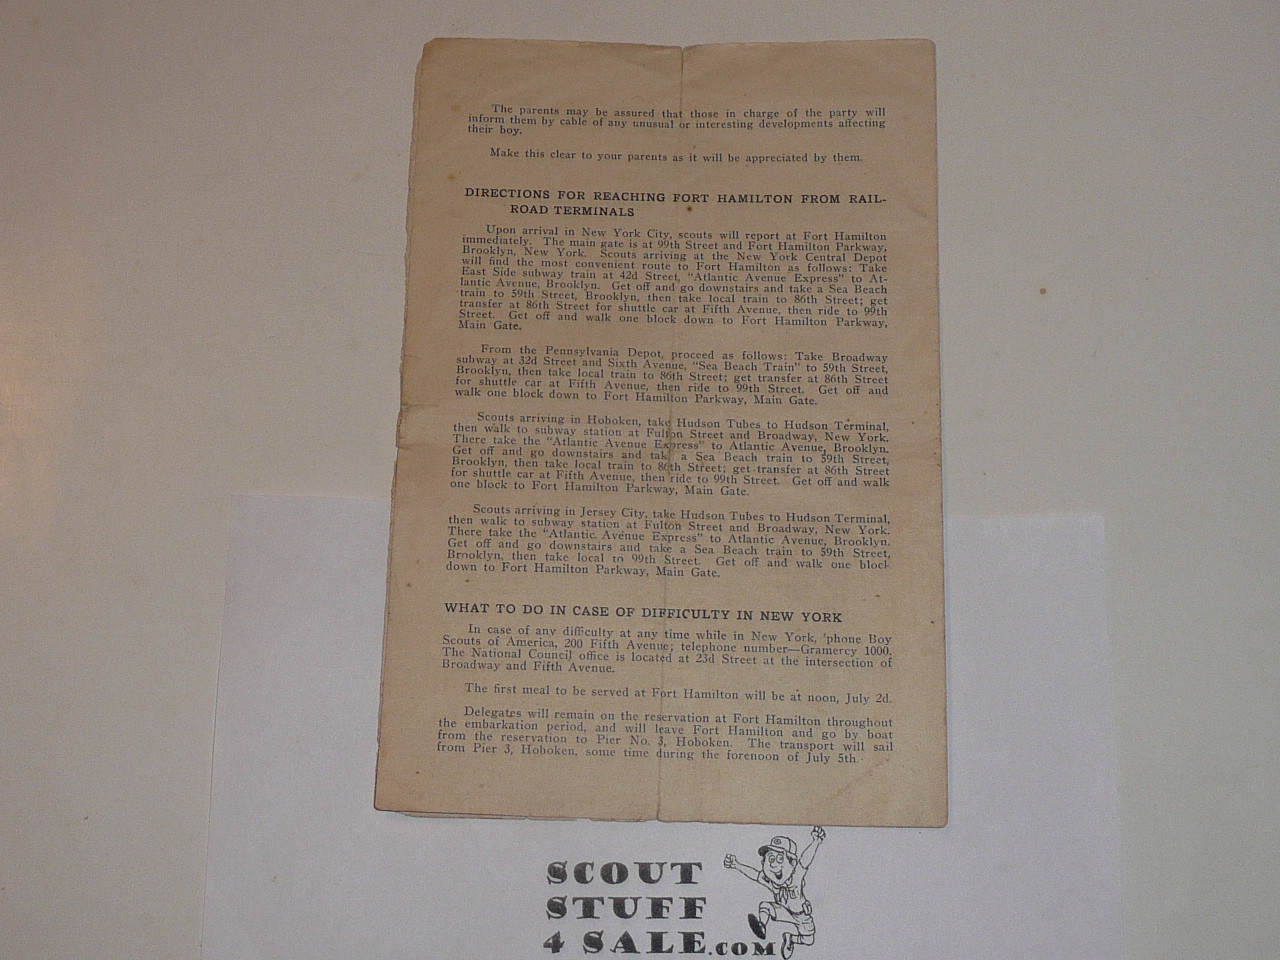 The parents may be assured that those in charge of the party will
inform them by cable of any unusual or interesting developments affecting
their boy.
Make this clear to your parents as it will be appreciated by them.
DIRECTIONS FOR REACHING FORT HAMILTON FROM RAIL-
ROAD TERMINALS
Upon arrival in New York City, scouts will report at Fort Hamilton
immediately. The main gate is at 99th Street and Fort Hamilton Parkway,
Brooklyn, New York. Scouts arriving at the New York Central Depot
will find the most convenient route to Fort Hamilton as follows: Take
East Side subway train at 42d Street, "Atlantic Avenue Express" to At-
lantic Avenue, Brooklyn. Get off and go downstairs and take a Sea Beach
train to 59th Street, Brooklyn, then take local train to 86th Street; get
transfer at 86th Street for shuttle car at Fifth Avenue, then ride to 99th
Street. Get off and walk one block down to Fort Hamilton Parkway,
Main Gate.
From the Pennsylvania Depot, proceed as follows: Take Broadway
subway at 32d Street and Sixth Avenue, "Sea Beach Train" to 59th Street,
Brooklyn, then take local train to 86th Street; get transfer at 86th Street
for shuttle car at Fifth Avenue, then ride to 99th Street. Get off and
walk one block down to Fort Hamilton Parkway, Main Gate.
Scouts arriving in Hoboken, take Hudson Tubes to Hudson Terminal,
then walk to subway station at Fulton Street and Broadway, New York.
There take the "Atlantic Avenue Express" to Atlantic Avenue, Brooklyn.
Get off and go downstairs and take a Sea Beach train to 59th Street,
Brooklyn, then take local train to 86th Street; get transfer at 86th Street
for shuttle car at Fifth Avenue, then ride to 99th Street. Get off and walk
one block to Fort Hamilton Parkway, Main Gate.
Scouts arriving in Jersey City, take Hudson Tubes to Hudson Terminal,
then walk to subway station at Fulton Street and Broadway, New York.
There take the "Atlantic Avenue Express" to Atlantic Avenue, Brooklyn.
Get off and go downstairs and take a Sea Beach train to 59th Street,
Brooklyn, then take local to 99th Street. Get off and walk one block
down to Fort Hamilton Parkway, Main Gate.
WHAT TO DO IN CASE OF DIFFICULTY IN NEW YORK
In case of any difficulty at any time while in New York, 'phone Boy
Scouts of America, 200 Fifth Avenue; telephone number—Gramercy 1000.
The National Council office is located at 23d Street at the intersection of
Broadway and Fifth Avenue.
The first meal to be served at Fort Hamilton will be at noon, July 2d.
Delegates will remain on the reservation at Fort Hamilton throughout
the embarkation period, and will leave Fort Hamilton and go by boat
from the reservation to Pier No. 3, Hoboken. The transport will sail
from Pier 3, Hoboken, some time during the forenoon of July 5th.
SCOUT
STUFF
4 SALE.COM